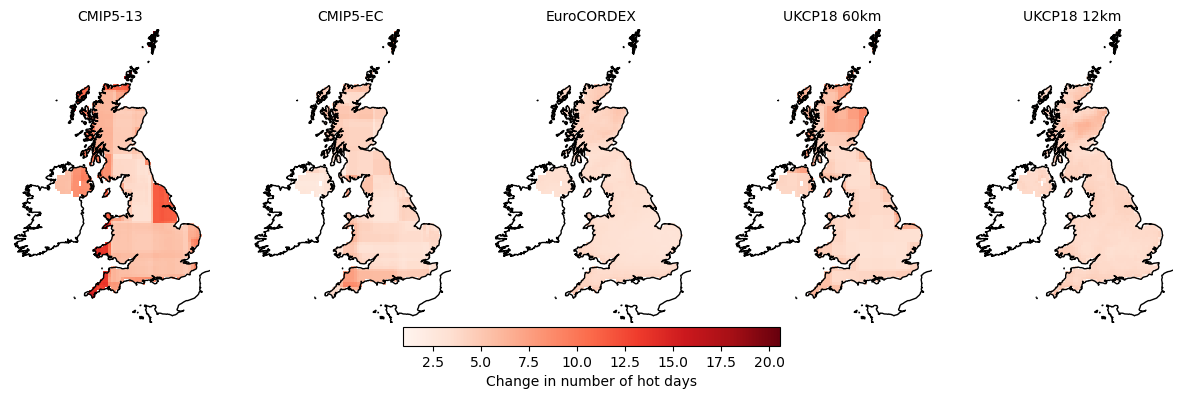 CMIP5-13
CMIP5-EC
EuroCORDEX
UKCP18 60km
UKCP18 12km
2.5 5.0 7.5 10.0 12.5 15.0 17.5 20.0
Change in number of hot days